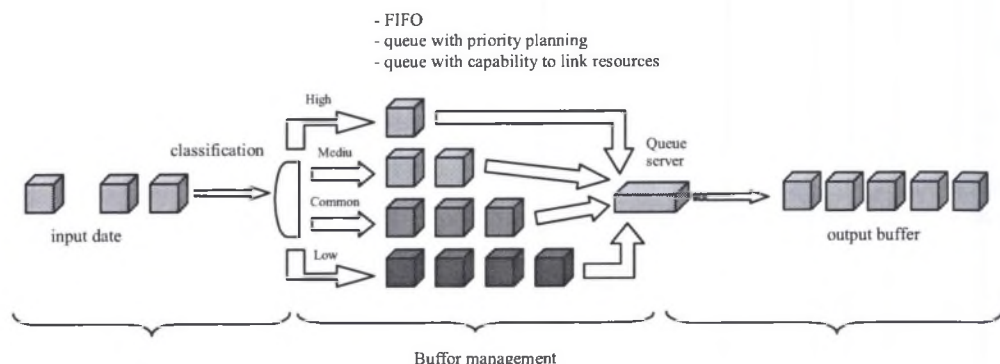 - FIFO
- queue with priority planning
- queue with capability to link resources
High
classification
Mediu
Queue
server
Common
input date
output buffer
Low
Buffor management